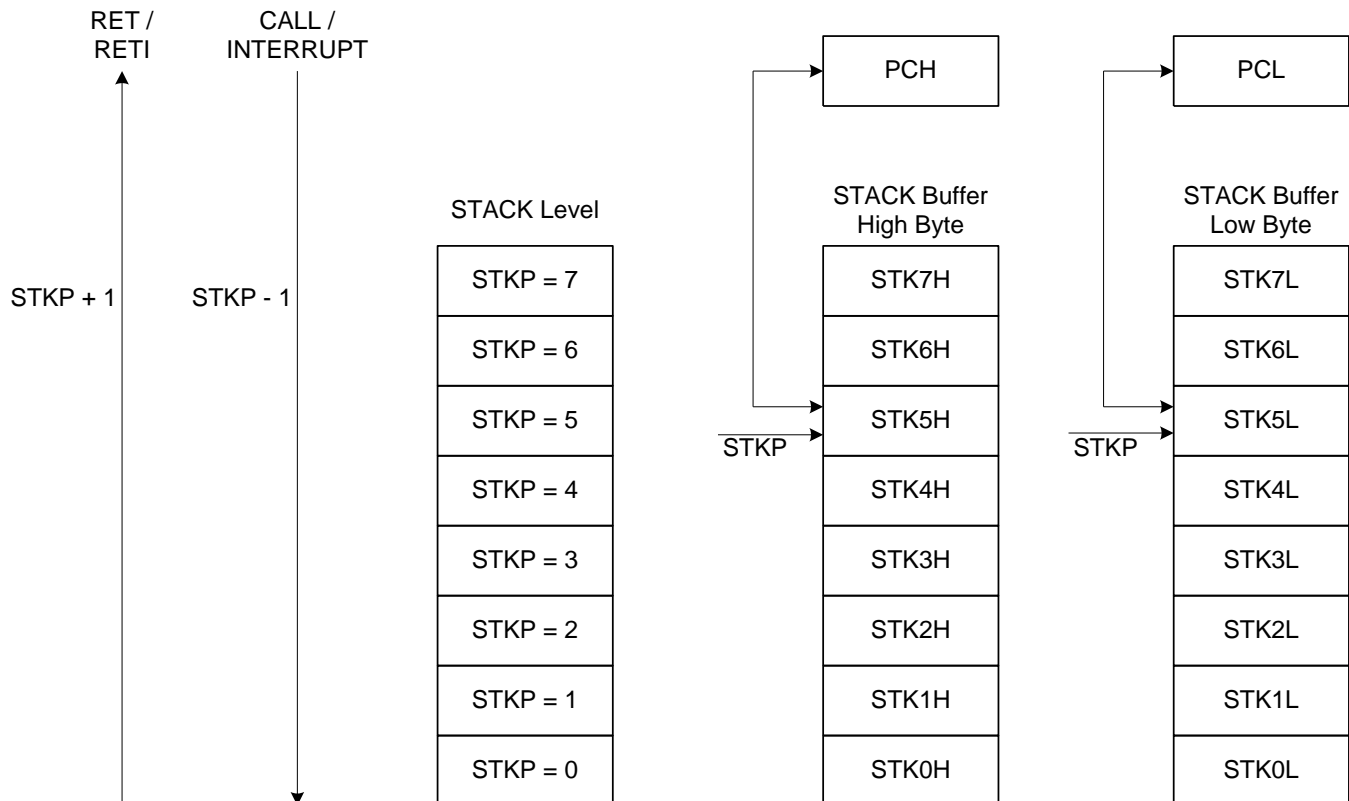 RET /
RETI
CALL /
INTERRUPT
PCH
PCL
STACK Level
STACK Buffer
High Byte
STACK Buffer
Low Byte
STKP + 1
STKP - 1
STKP = 7
STK7H
STK7L
STKP = 6
STK6H
STK6L
STKP = 5
STK5H
STK5L
STKP
STKP
STKP = 4
STK4H
STK4L
STKP = 3
STK3H
STK3L
STKP = 2
STK2H
STK2L
STKP = 1
STK1H
STK1L
STKP = 0
STK0H
STK0L